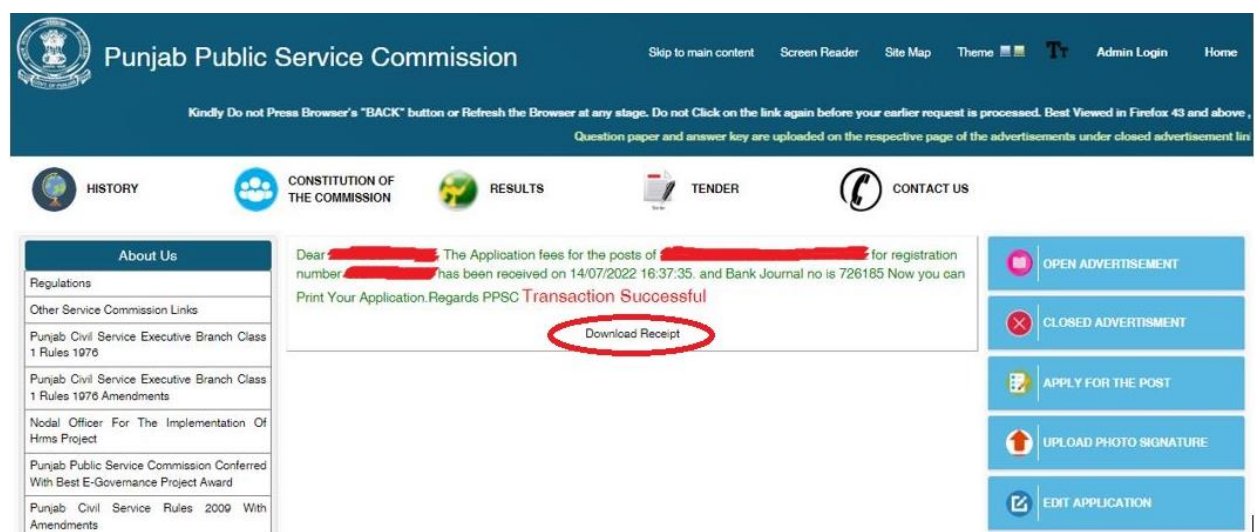 Punjab Public Service Commission
Skip to main content Screen Reader Site Map Theme Tт Admin Login Home
Kindly Do not Press Browser's "BACK" button or Refresh the Browser at any stage. Do not Click on the link again before your earlier request is processed. Best Viewed in Firefox 43 and above ,
Question paper and answer key are uploaded on the respective page of the advertisements under closed advertisement lin
HISTORY
CONSTITUTION OF
THE COMMISSION
RESULTS
TENDER
CONTACT US
About Us
Regulations
Other Service Commission Links
Punjab Civil Service Executive Branch Class
1 Rules 1976
Punjab Civil Service Executive Branch Class
1 Rules 1976 Amendments
Nodal Officer For The Implementation Of
Hrms Project
Punjab Public Service Commission Conferred
With Best E-Governance Project Award
Punjab Civil Service Rules 2009 With
Amendments
Dear , The Application fees for the posts of for registration
number has been received on 14/07/2022 16:37:35. and Bank Journal no is 726185 Now you can
Print Your Application.Regards PPSC Transaction Successful
Download Receipt
OPEN ADVERTISEMENT
CLOSED ADVERTISMENT
APPLY FOR THE POST
UPLOAD PHOTO SIGNATURE
EDIT APPLICATION